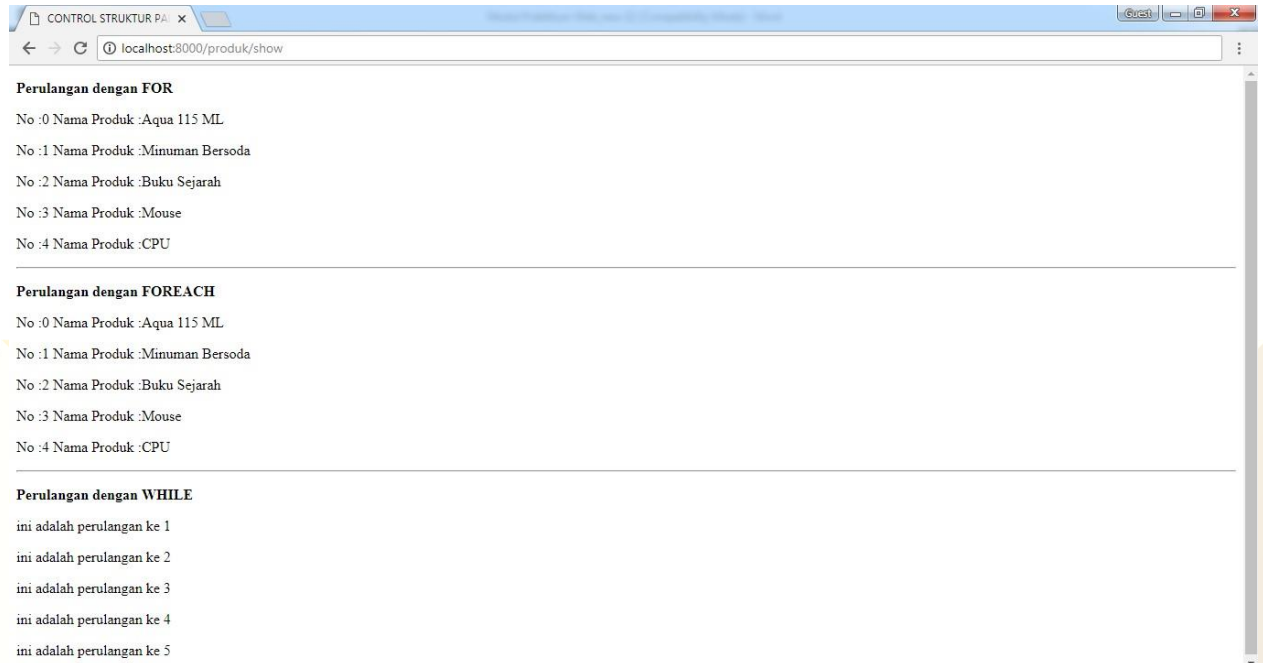 CONTROL STRUKTUR PA
Guest
localhost:8000/produk/show
Perulangan dengan FOR
No :0 Nama Produk :Aqua 115 ML
No :1 Nama Produk :Minuman Bersoda
No :2 Nama Produk :Buku Sejarah
No :3 Nama Produk :Mouse
No :4 Nama Produk :CPU
Perulangan dengan FOREACH
No :0 Nama Produk :Aqua 115 ML
No :1 Nama Produk :Minuman Bersoda
No :2 Nama Produk :Buku Sejarah
No :3 Nama Produk :Mouse
No :4 Nama Produk :CPU
Perulangan dengan WHILE
ini adalah perulangan ke 1
ini adalah perulangan ke 2
ini adalah perulangan ke 3
ini adalah perulangan ke 4
ini adalah perulangan ke 5